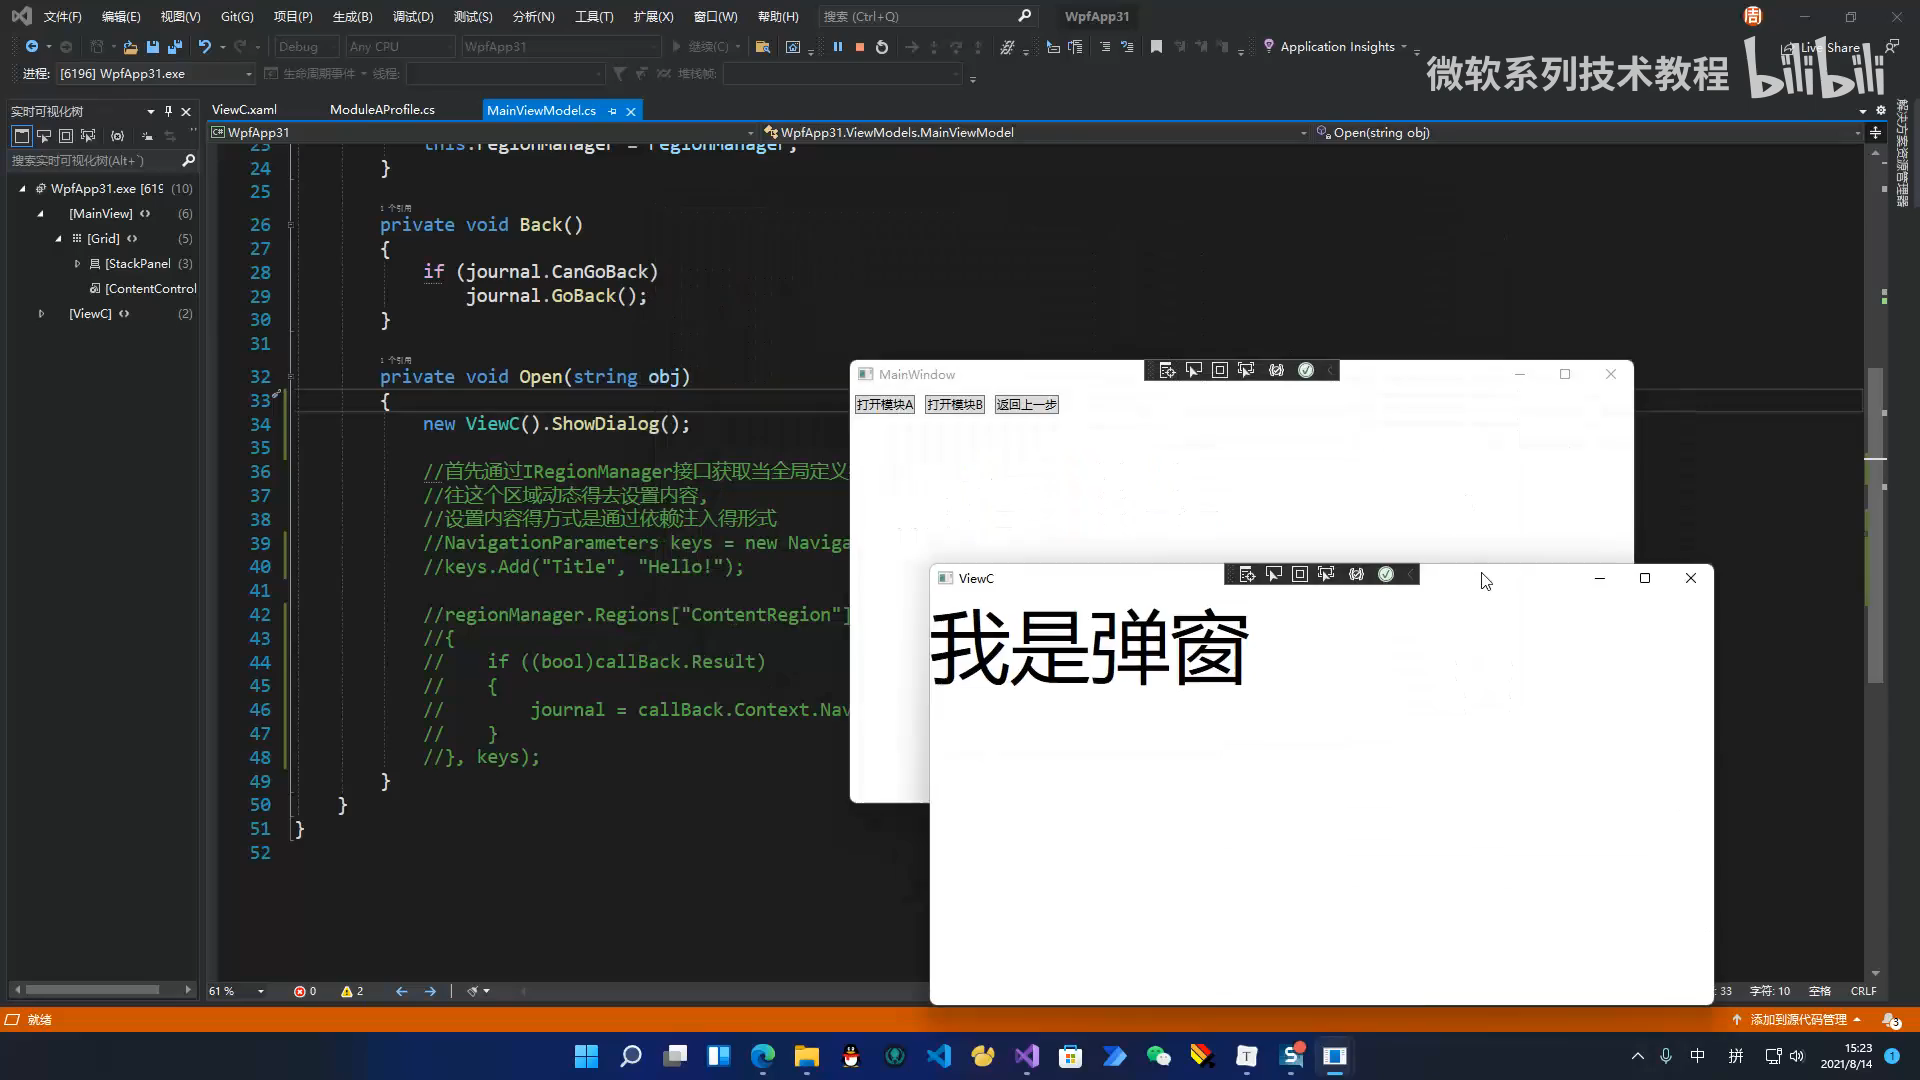 文件(F) 编辑(E) 视图(V) Git(G) 项目(P) 生成(B) 调试(D) 测试(S) 分析(N) 工具(T) 扩展(X) 窗口(W) 帮助(H) 搜索 (Ctrl+Q) WpfApp31 周
Debug Any CPU WpfApp31 继续(C) Application Insights Live Share
进程: [6196] WpfApp31.exe 生命周期事件 线程: 堆栈帧:
微软系列技术教程 bilibili
实时可视化树 ViewC.xaml ModuleAProfile.cs MainViewModel.cs
解决方案资源管理器
WpfApp31 WpfApp31.ViewModels.MainViewModel Open(string obj)
搜索实时可视化树(Alt+`)
WpfApp31.exe [619 (10)
[MainView] (6)
[Grid] (5)
[StackPanel (3)
[ContentControl
[ViewC] (2)
23 this.regionManager = regionManager;
24 }
25
1 个引用
26 private void Back()
27 {
28 if (journal.CanGoBack)
29 journal.GoBack();
30 }
31
1 个引用
32 private void Open(string obj)
33 {
34 new ViewC().ShowDialog();
35
36 //首先通过IRegionManager接口获取当全局定义
37 //往这个区域动态得去设置内容,
38 //设置内容得方式是通过依赖注入得形式
39 //NavigationParameters keys = new Naviga
40 //keys.Add("Title", "Hello!");
41
42 //regionManager.Regions["ContentRegion"]
43 //{
44 // if ((bool)callBack.Result)
45 // {
46 // journal = callBack.Context.Nav
47 // }
48 //}, keys);
49 }
50 }
51 }
52
MainWindow
打开模块A 打开模块B 返回上一步
ViewC
我是弹窗
61 % 0 2 : 33 字符: 10 空格 CRLF
就绪 添加到源代码管理 3
中 拼 15:23
2021/8/14 1